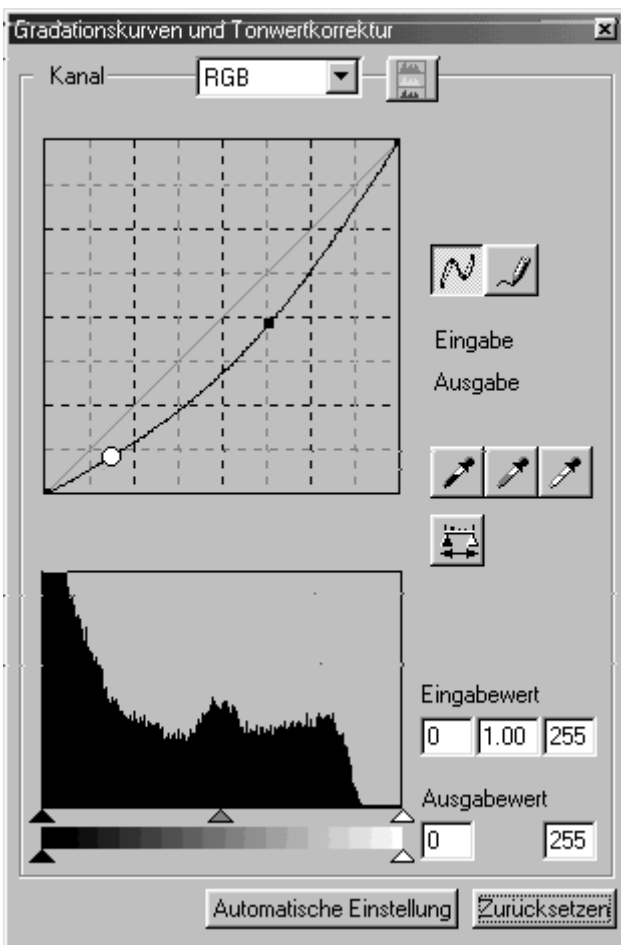 Gradationskurven und Tonwertkorrektur
Kanal
RGB
Eingabe
Ausgabe
Eingabewert
0 1.00 255
Ausgabewert
0 255
Automatische Einstellung Zurücksetzen